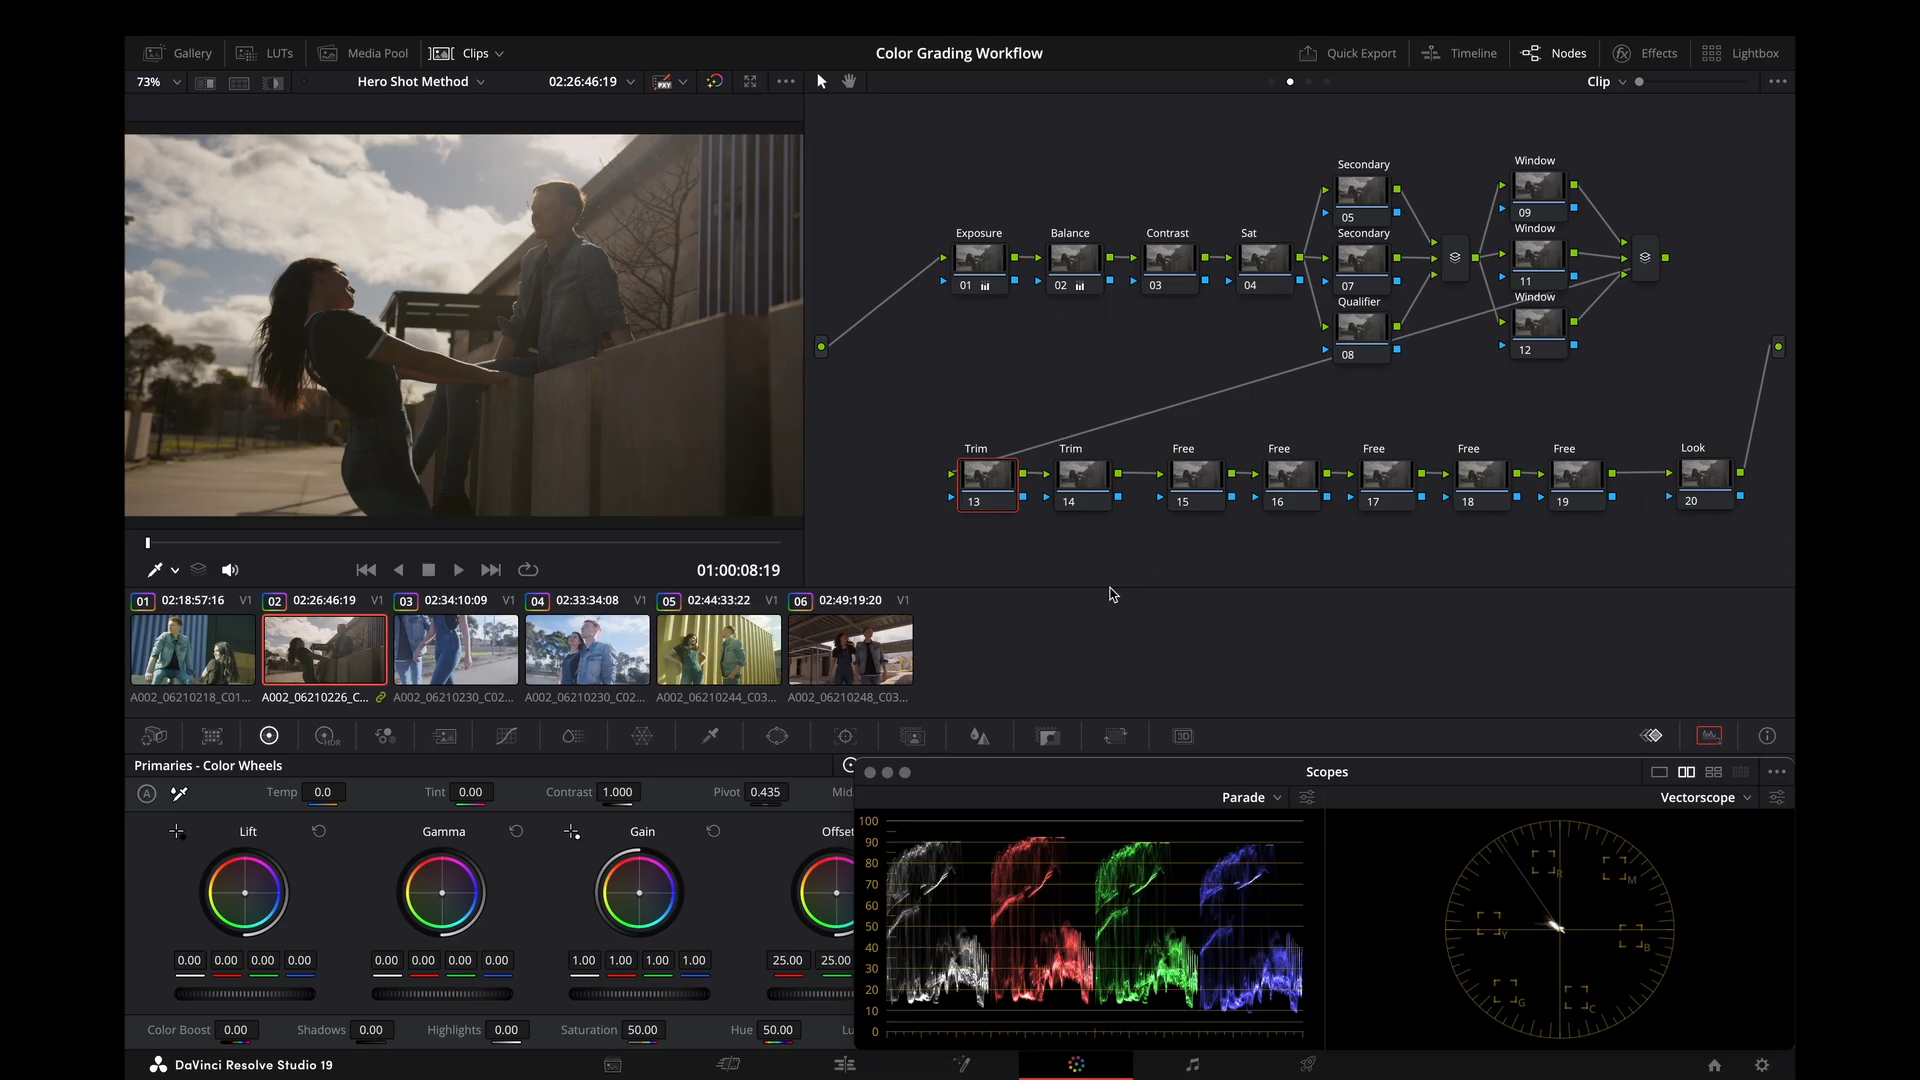 Gallery LUTs Media Pool Clips Color Grading Workflow Quick Export Timeline Nodes Effects Lightbox
73% Hero Shot Method 02:26:46:19 PXY Clip
Secondary Window
05 09
Exposure Balance Contrast Sat Secondary Window
01 02 03 04 07 11
Qualifier Window
08 12
Trim Trim Free Free Free Free Free Look
13 14 15 16 17 18 19 20
01:00:08:19
01 02:18:57:16 V1 02 02:26:46:19 V1 03 02:34:10:09 V1 04 02:33:34:08 V1 05 02:44:33:22 V1 06 02:49:19:20 V1
A002_06210218_C01... A002_06210226_C... A002_06210230_C02... A002_06210230_C02... A002_06210244_C03... A002_06210248_C03...
HDR 3D
Primaries - Color Wheels
Scopes
A Temp 0.0 Tint 0.00 Contrast 1.000 Pivot 0.435 Mid
Parade Vectorscope
Lift Gamma Gain Offset
100
90
80
70
60
50
40
30
20
10
0
R M B C G Y
0.00 0.00 0.00 0.00 0.00 0.00 0.00 0.00 1.00 1.00 1.00 1.00 25.00 25.00
Color Boost 0.00 Shadows 0.00 Highlights 0.00 Saturation 50.00 Hue 50.00 Lu
DaVinci Resolve Studio 19